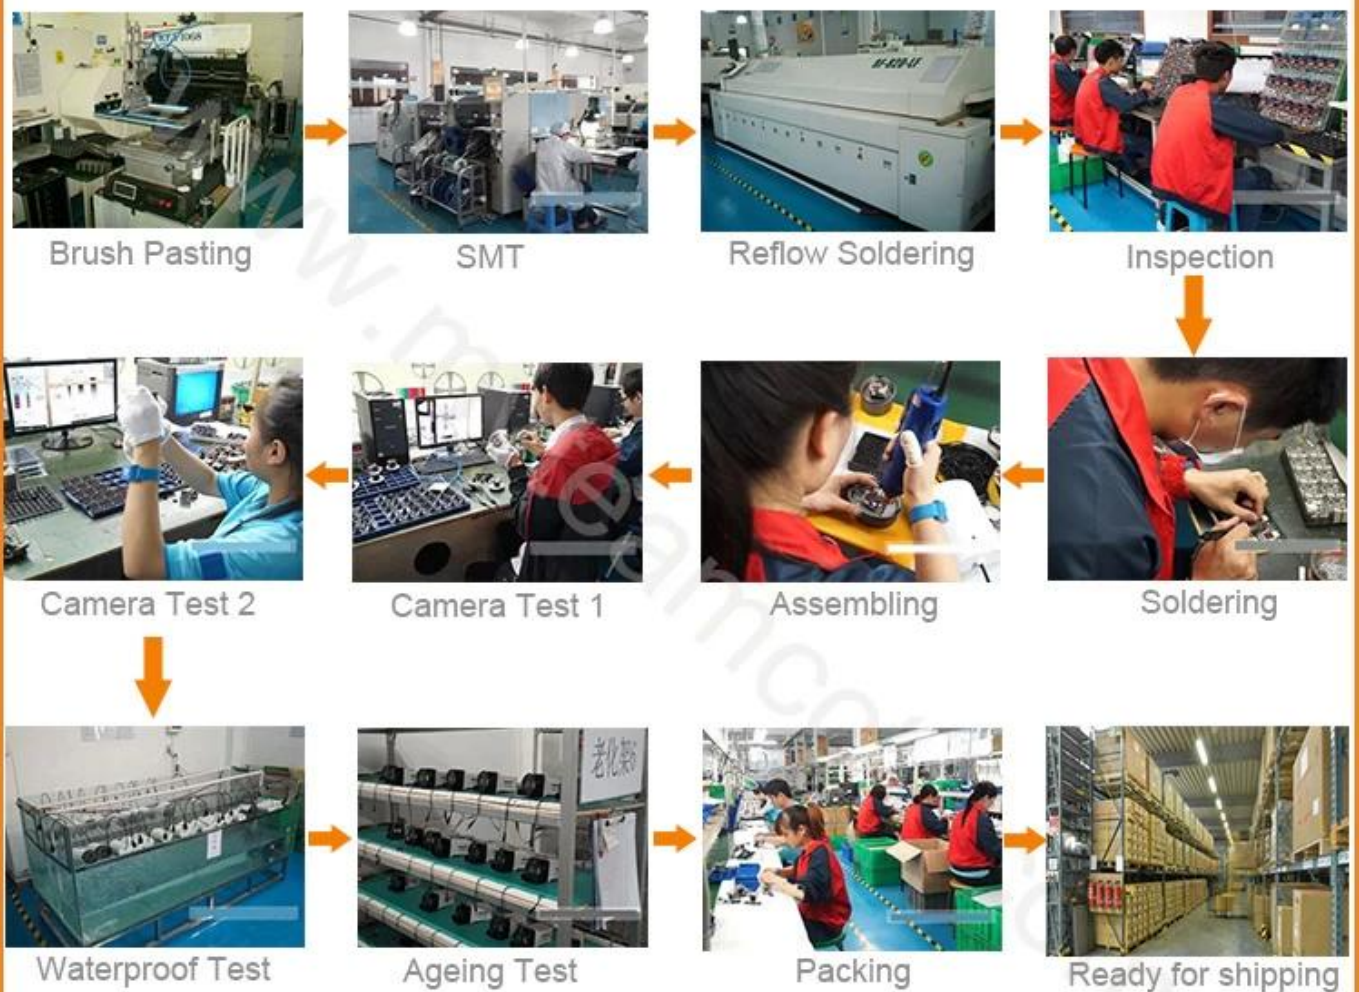 Brush Pasting
SMT
Reflow Soldering
Inspection
Camera Test 2
Camera Test 1
Assembling
Soldering
老化架6
Waterproof Test
Ageing Test
Packing
Ready for shipping